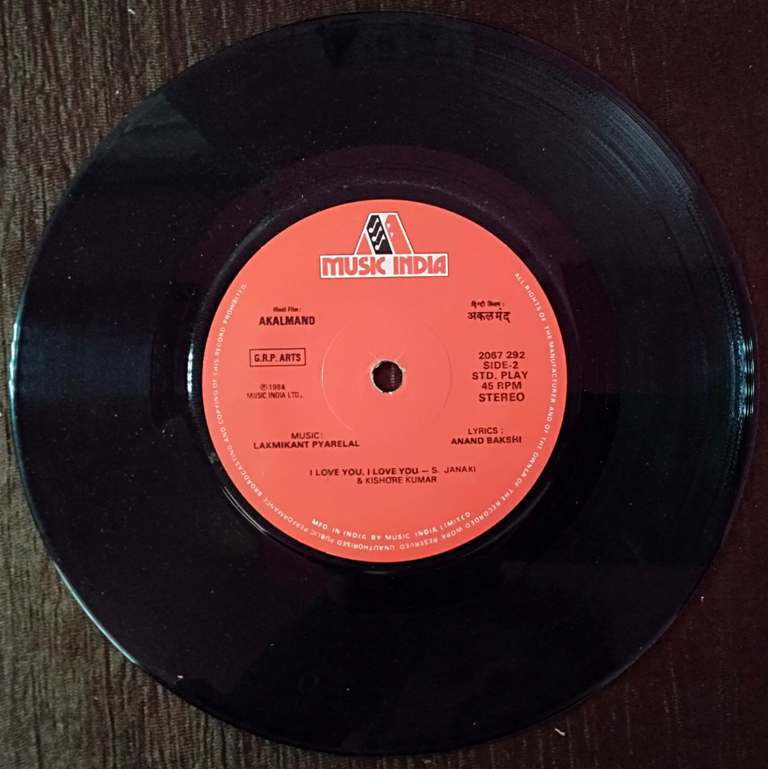 MUSIC INDIA
Hindi Film :
AKALMAND
हिन्दी फ़िल्म :
अकलमंद
G.R.P. ARTS
℗1984
MUSIC INDIA LTD.
2067 292
SIDE-2
STD. PLAY
45 RPM
STEREO
MUSIC:
LAXMIKANT PYARELAL
LYRICS :
ANAND BAKSHI
I LOVE YOU, I LOVE YOU — S. JANAKI
& KISHORE KUMAR
ALL RIGHTS OF THE MANUFACTURER AND OF THE OWNER OF THE RECORDED WORK RESERVED. UNAUTHORISED PUBLIC PERFORMANCE BROADCASTING AND COPYING OF THIS RECORD PROHIBITED.
MFD. IN INDIA BY MUSIC INDIA LIMITED.